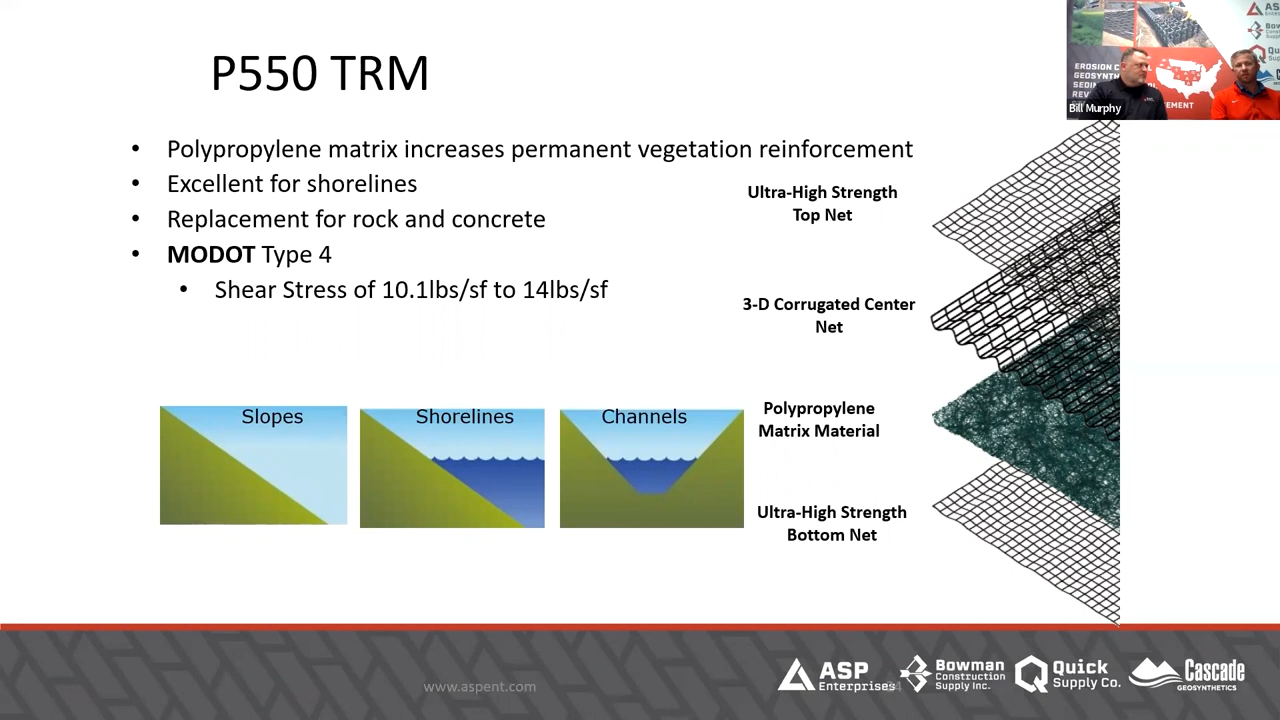 P550 TRM
• Polypropylene matrix increases permanent vegetation reinforcement
• Excellent for shorelines
• Replacement for rock and concrete
• MODOT Type 4
• Shear Stress of 10.1lbs/sf to 14lbs/sf
Ultra-High Strength
Top Net
3-D Corrugated Center
Net
Polypropylene
Matrix Material
Ultra-High Strength
Bottom Net
Slopes
Shorelines
Channels
EROSION
GEOSYNTH
Bill Murphy
www.aspent.com
ASP
Enterprises
Bowman
Construction
Supply Inc.
Quick
Supply Co.
Cascade
GEOSYNTHETICS